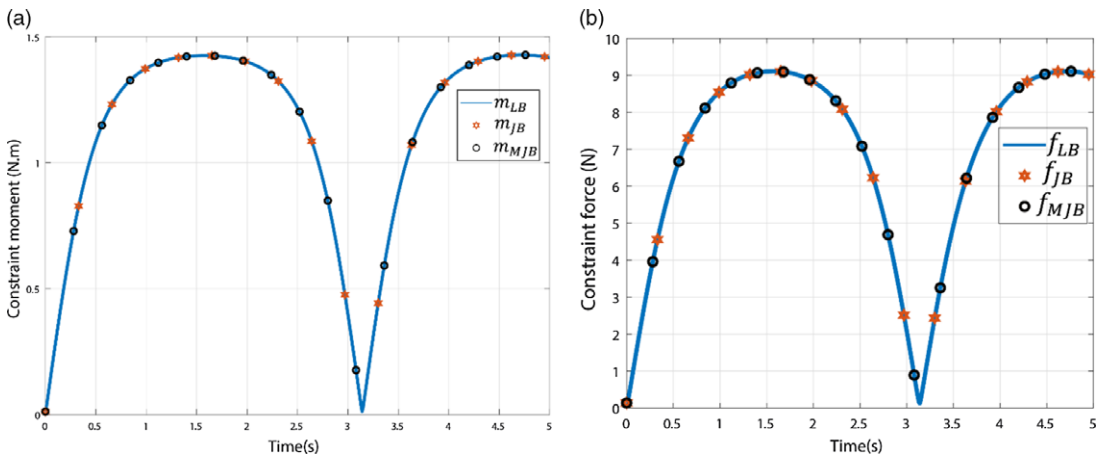 (a)
Constraint moment (N.m)
1.5
1
0.5
0
m_LB
m_JB
m_MJB
0 0.5 1 1.5 2 2.5 3 3.5 4 4.5 5
Time(s)
(b)
Constraint force (N)
10
9
8
7
6
5
4
3
2
1
0
f_LB
f_JB
f_MJB
0 0.5 1 1.5 2 2.5 3 3.5 4 4.5 5
Time(s)